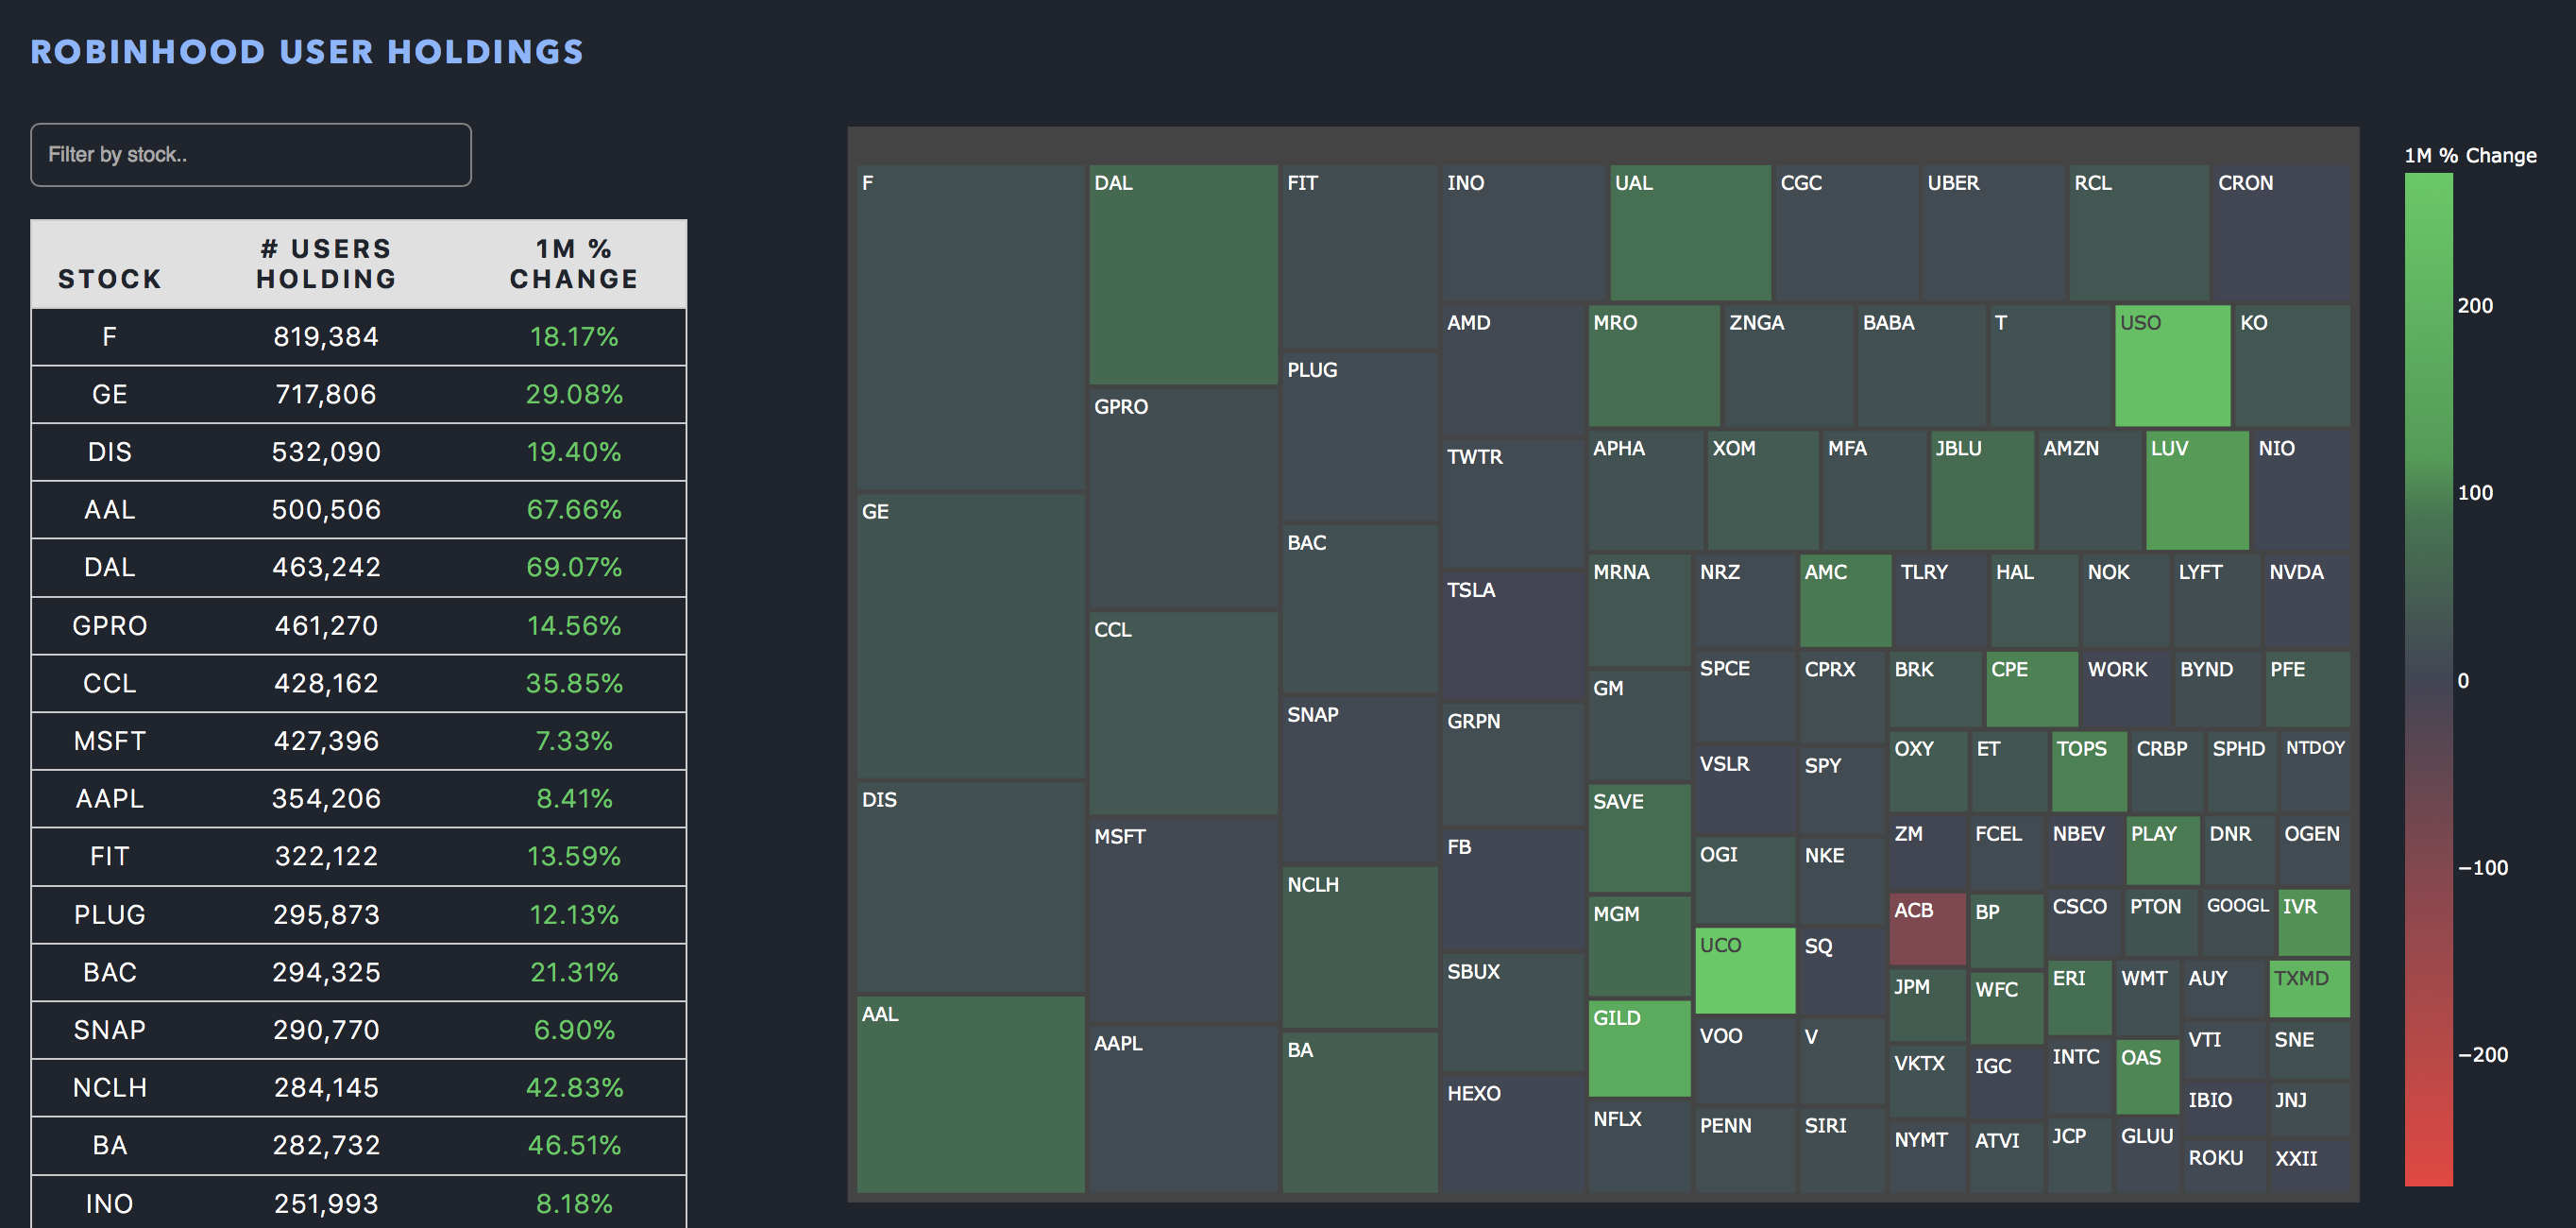 ROBINHOOD USER HOLDINGS
Filter by stock..
STOCK # USERS HOLDING 1M % CHANGE
F 819,384 18.17%
GE 717,806 29.08%
DIS 532,090 19.40%
AAL 500,506 67.66%
DAL 463,242 69.07%
GPRO 461,270 14.56%
CCL 428,162 35.85%
MSFT 427,396 7.33%
AAPL 354,206 8.41%
FIT 322,122 13.59%
PLUG 295,873 12.13%
BAC 294,325 21.31%
SNAP 290,770 6.90%
NCLH 284,145 42.83%
BA 282,732 46.51%
INO 251,993 8.18%
F
GE
DIS
AAL
DAL
GPRO
CCL
MSFT
AAPL
FIT
PLUG
BAC
SNAP
NCLH
BA
INO UAL CGC UBER RCL CRON
AMD
TWTR
TSLA
GRPN
FB
SBUX
HEXO
MRO ZNGA BABA T USO KO
APHA XOM MFA JBLU AMZN LUV NIO
MRNA
GM
SAVE
MGM
GILD
NFLX
NRZ
SPCE
VSLR
OGI
UCO
VOO
PENN
AMC TLRY HAL NOK LYFT NVDA
CPRX
SPY
NKE
SQ
V
SIRI
BRK CPE WORK BYND PFE
OXY ET TOPS CRBP SPHD NTDOY
ZM FCEL NBEV PLAY DNR OGEN
ACB
JPM
VKTX
NYMT
BP
WFC
IGC
ATVI
CSCO PTON GOOGL IVR
ERI
INTC
JCP
WMT
OAS
GLUU
AUY TXMD
VTI SNE
IBIO JNJ
ROKU XXII
1M % Change
200
100
0
−100
−200